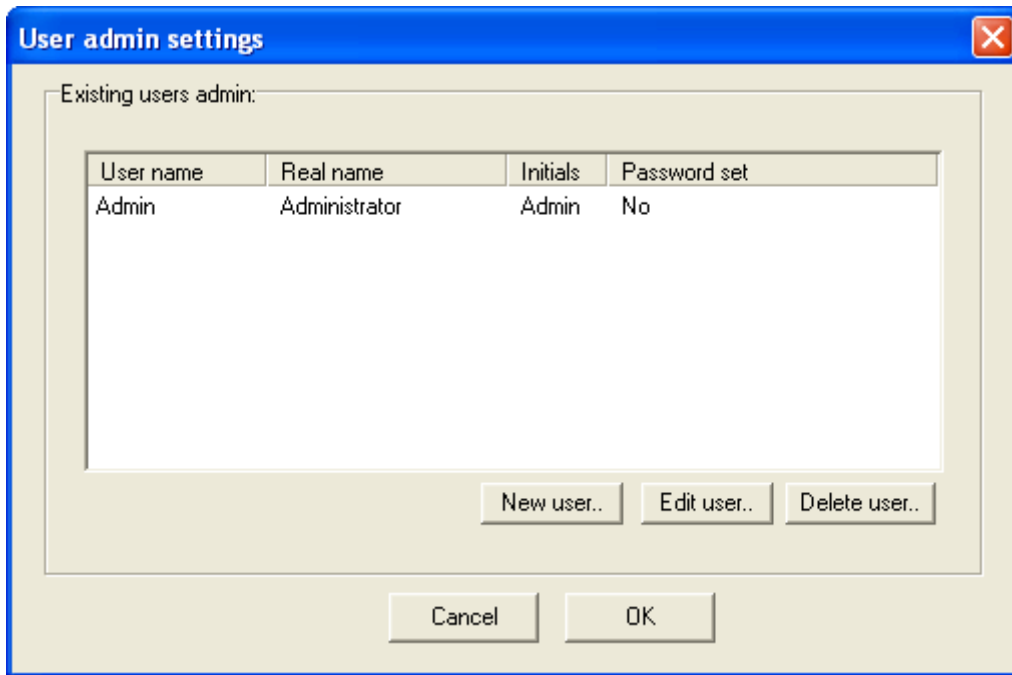 User admin settings
Existing users admin:
User name Real name Initials Password set
Admin Administrator Admin No
New user.. Edit user.. Delete user..
Cancel OK